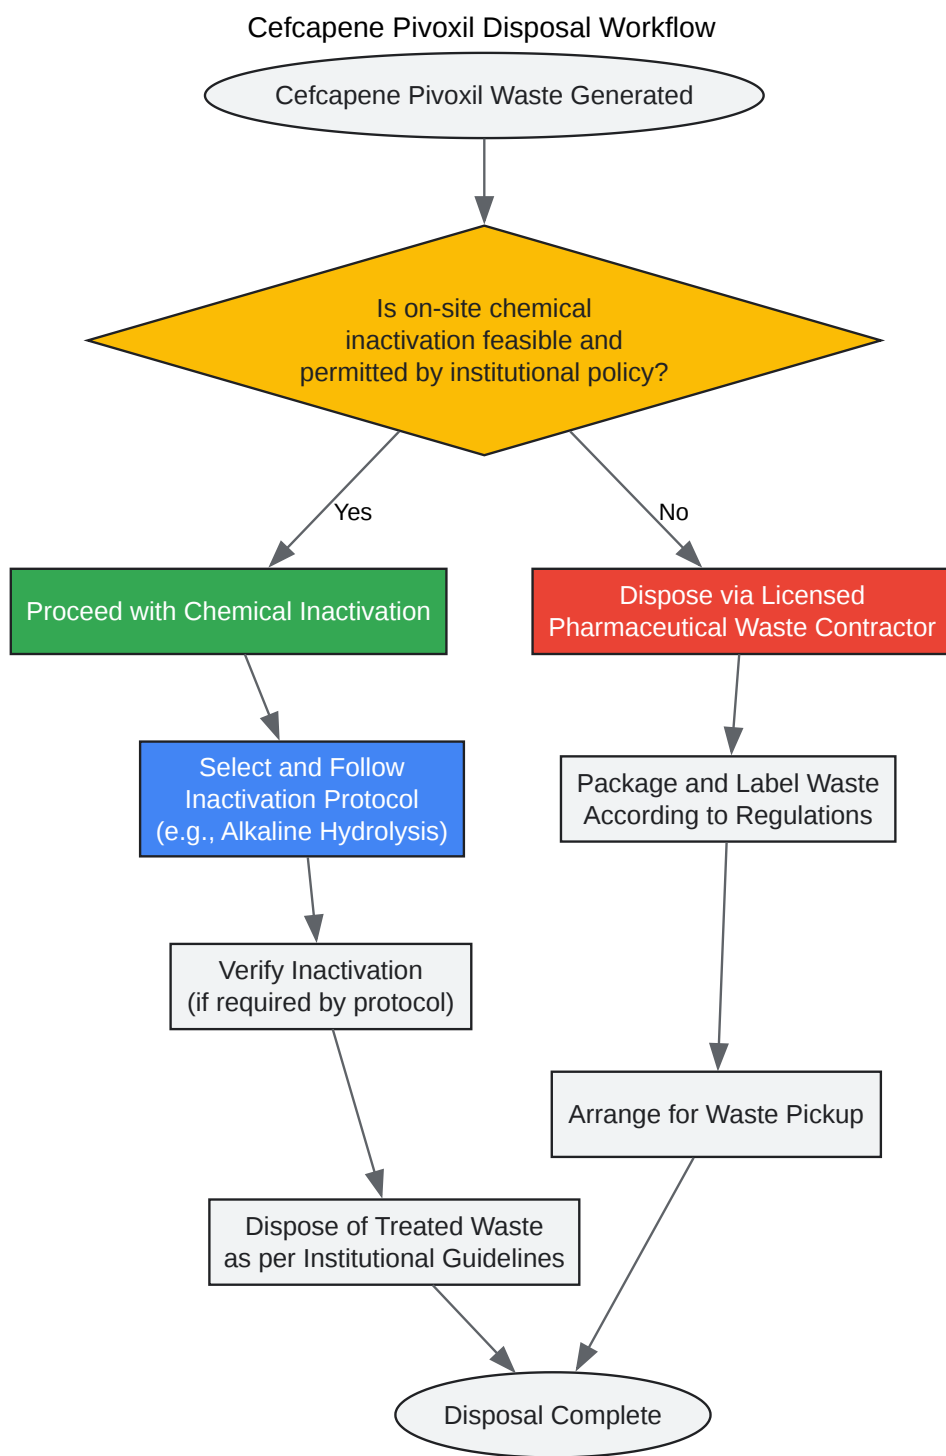 Cefcapene Pivoxil Disposal Workflow
Cefcapene Pivoxil Waste Generated
Is on-site chemical
inactivation feasible and
permitted by institutional policy?
Yes
No
Proceed with Chemical Inactivation
Dispose via Licensed
Pharmaceutical Waste Contractor
Select and Follow
Inactivation Protocol
(e.g., Alkaline Hydrolysis)
Package and Label Waste
According to Regulations
Verify Inactivation
(if required by protocol)
Arrange for Waste Pickup
Dispose of Treated Waste
as per Institutional Guidelines
Disposal Complete